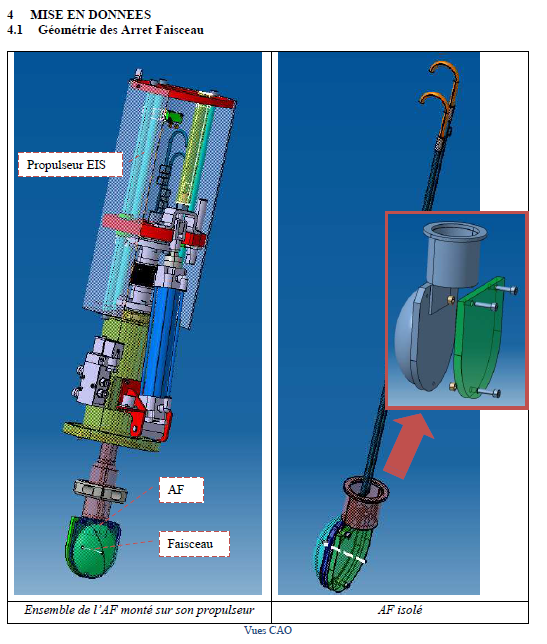 4 MISE EN DONNEES
4.1 Géométrie des Arret Faisceau
Propulseur EIS
AF
Faisceau
Ensemble de l'AF monté sur son propulseur
AF isolé
Vues CAO